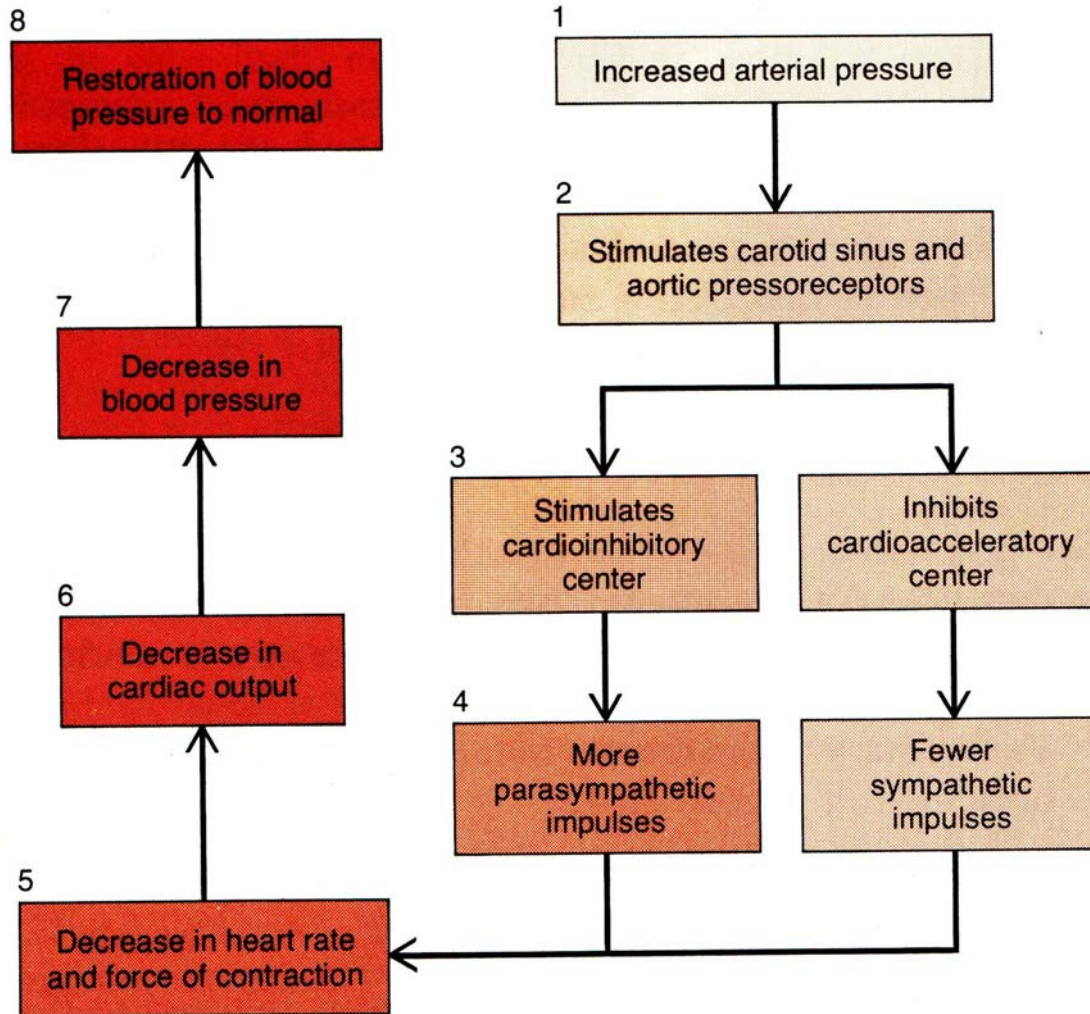 1
Increased arterial pressure
2
Stimulates carotid sinus and
aortic pressoreceptors
3
Stimulates
cardioinhibitory
center
Inhibits
cardioacceleratory
center
4
More
parasympathetic
impulses
Fewer
sympathetic
impulses
5
Decrease in heart rate
and force of contraction
6
Decrease in
cardiac output
7
Decrease in
blood pressure
8
Restoration of blood
pressure to normal